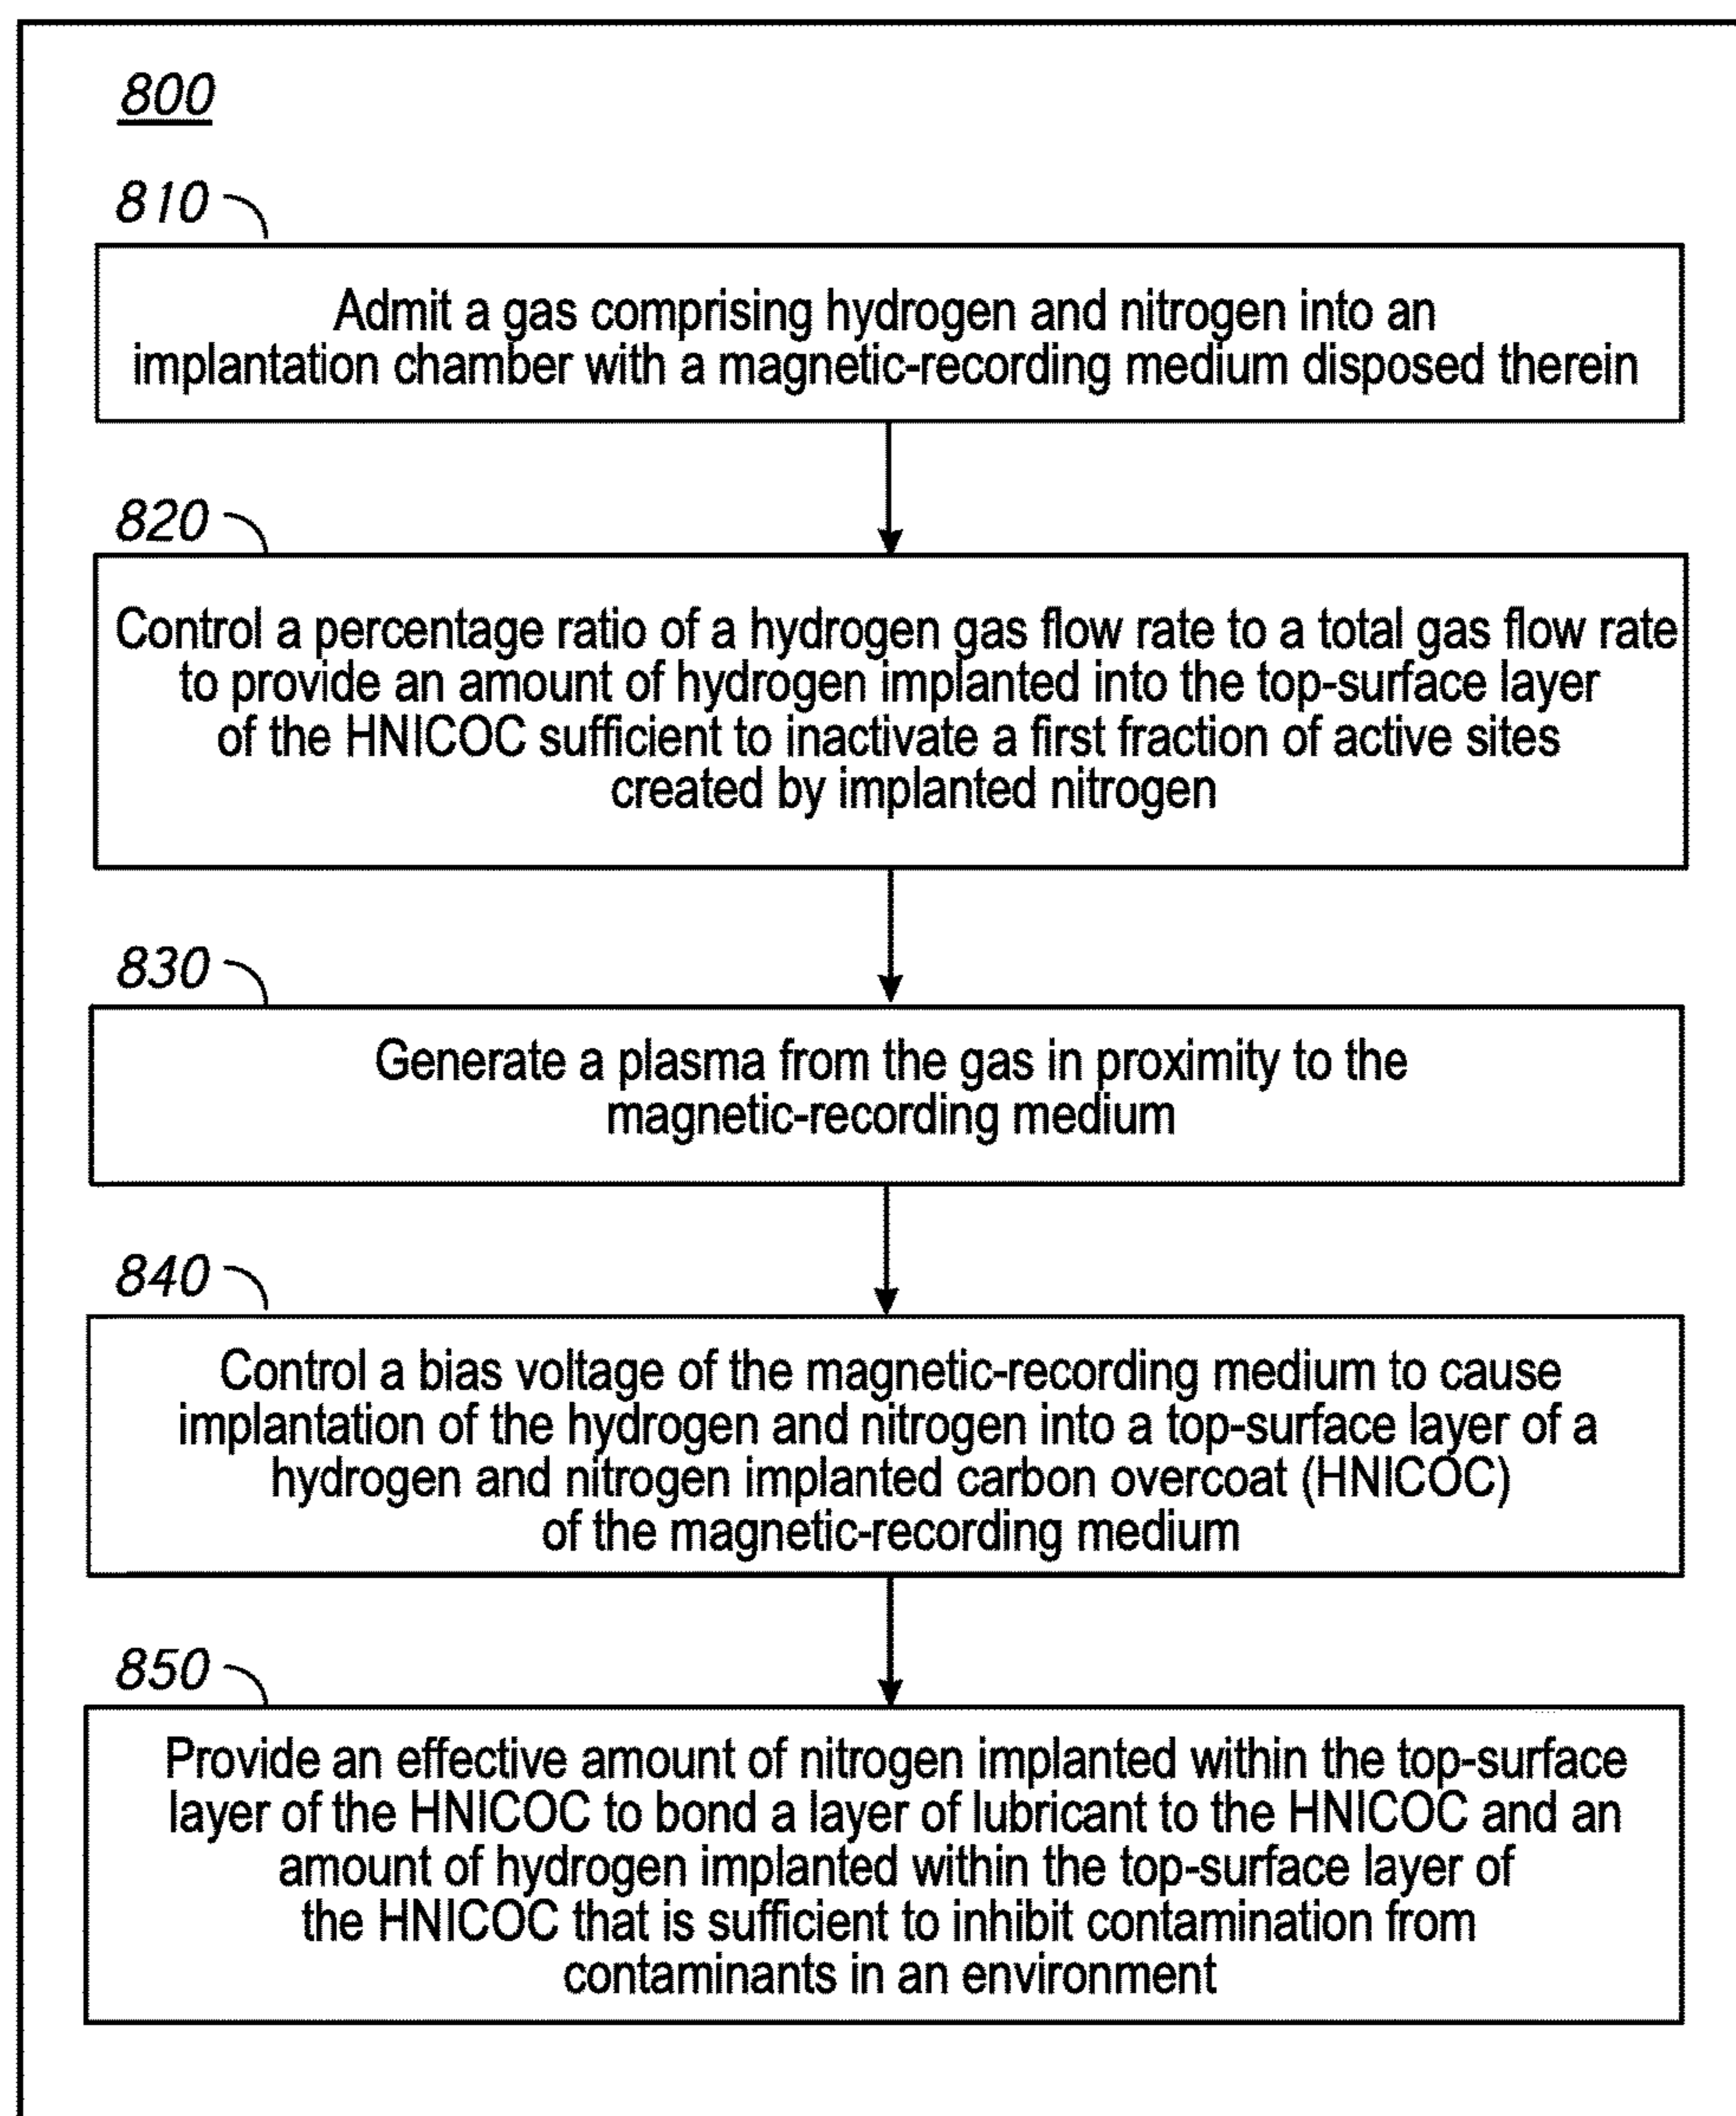 800
810
Admit a gas comprising hydrogen and nitrogen into an
implantation chamber with a magnetic-recording medium disposed therein
820
Control a percentage ratio of a hydrogen gas flow rate to a total gas flow rate
to provide an amount of hydrogen implanted into the top-surface layer
of the HNICOC sufficient to inactivate a first fraction of active sites
created by implanted nitrogen
830
Generate a plasma from the gas in proximity to the
magnetic-recording medium
840
Control a bias voltage of the magnetic-recording medium to cause
implantation of the hydrogen and nitrogen into a top-surface layer of a
hydrogen and nitrogen implanted carbon overcoat (HNICOC)
of the magnetic-recording medium
850
Provide an effective amount of nitrogen implanted within the top-surface
layer of the HNICOC to bond a layer of lubricant to the HNICOC and an
amount of hydrogen implanted within the top-surface layer of
the HNICOC that is sufficient to inhibit contamination from
contaminants in an environment